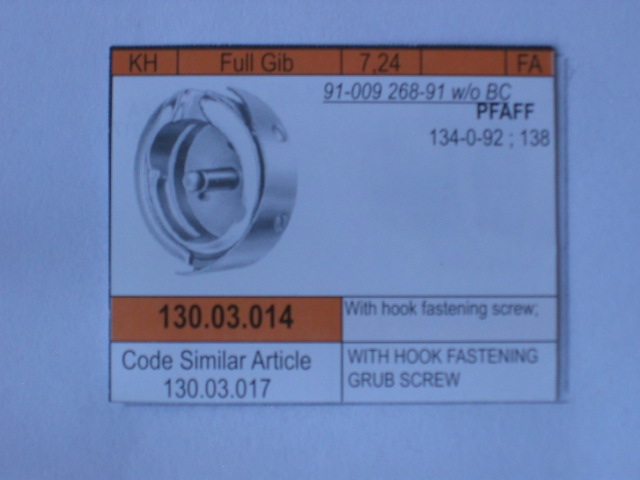 KH Full Gib 7,24 FA
91-009 268-91 w/o BC
PFAFF
134-0-92 ; 138
130.03.014
With hook fastening screw;
Code Similar Article
130.03.017
WITH HOOK FASTENING
GRUB SCREW